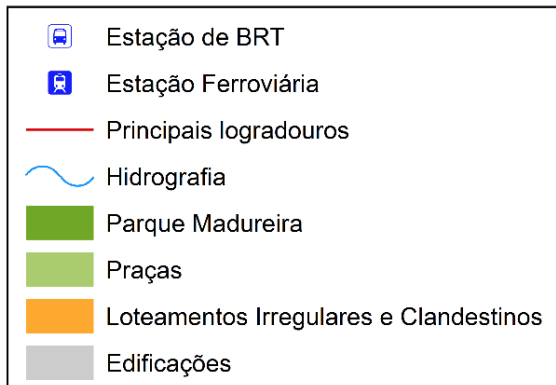 Estação de BRT
Estação Ferroviária
Principais logradouros
Hidrografia
Parque Madureira
Praças
Loteamentos Irregulares e Clandestinos
Edificações